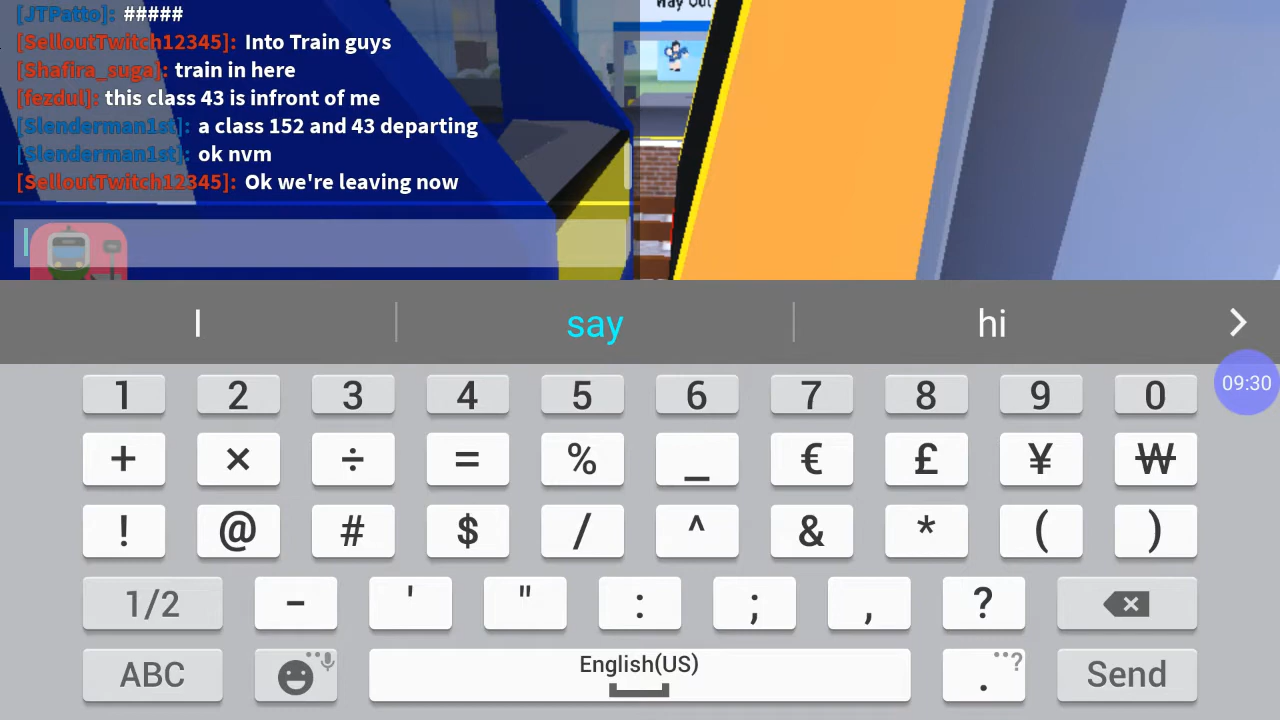 [JTPatto]: #####
[SelloutTwitch12345]: Into Train guys
[Shafira_suga]: train in here
[fezdul]: this class 43 is infront of me
[Slenderman1st]: a class 152 and 43 departing
[Slenderman1st]: ok nvm
[SelloutTwitch12345]: Ok we're leaving now
Way Out
I say hi
09:30
1 2 3 4 5 6 7 8 9 0
+ × ÷ = % _ € £ ¥ ₩
! @ # $ / ^ & * ( )
1/2 - ' " : ; , ?
ABC English(US) . Send